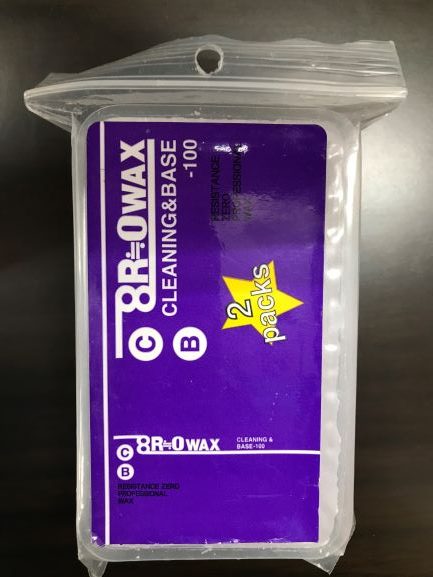 8R≒0WAX
CLEANING&BASE
-100
RESISTANCE
ZERO
PROFESSIONAL
WAX
C
B
2
packs
C 8R≒0WAX
CLEANING &
BASE-100
B
RESISTANCE ZERO
PROFESSIONAL
WAX